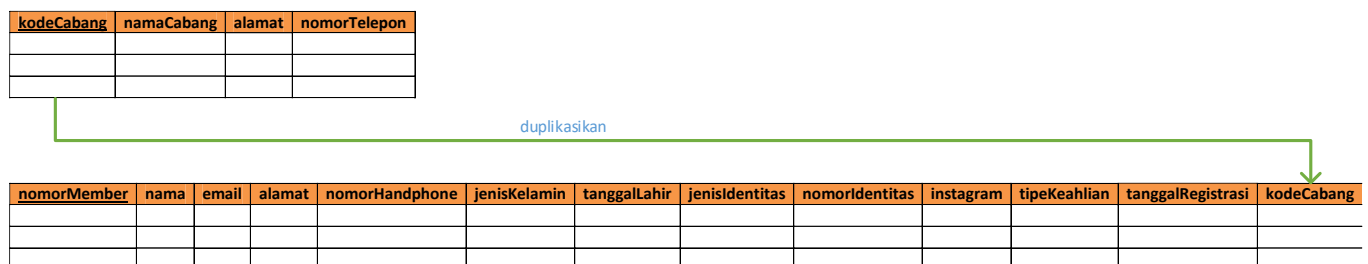 kodeCabang namaCabang alamat nomorTelepon
duplikasikan
nomorMember nama email alamat nomorHandphone jenisKelamin tanggalLahir jenisIdentitas nomorIdentitas instagram tipeKeahlian tanggalRegistrasi kodeCabang